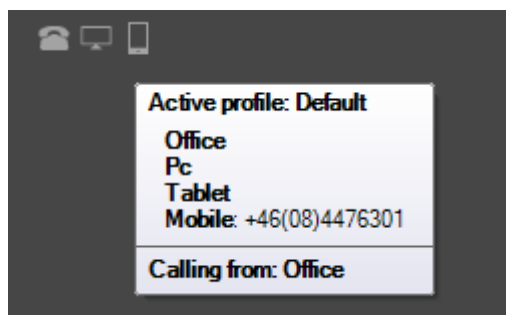 Active profile: Default
Office
Pc
Tablet
Mobile: +46(08)4476301
Calling from: Office